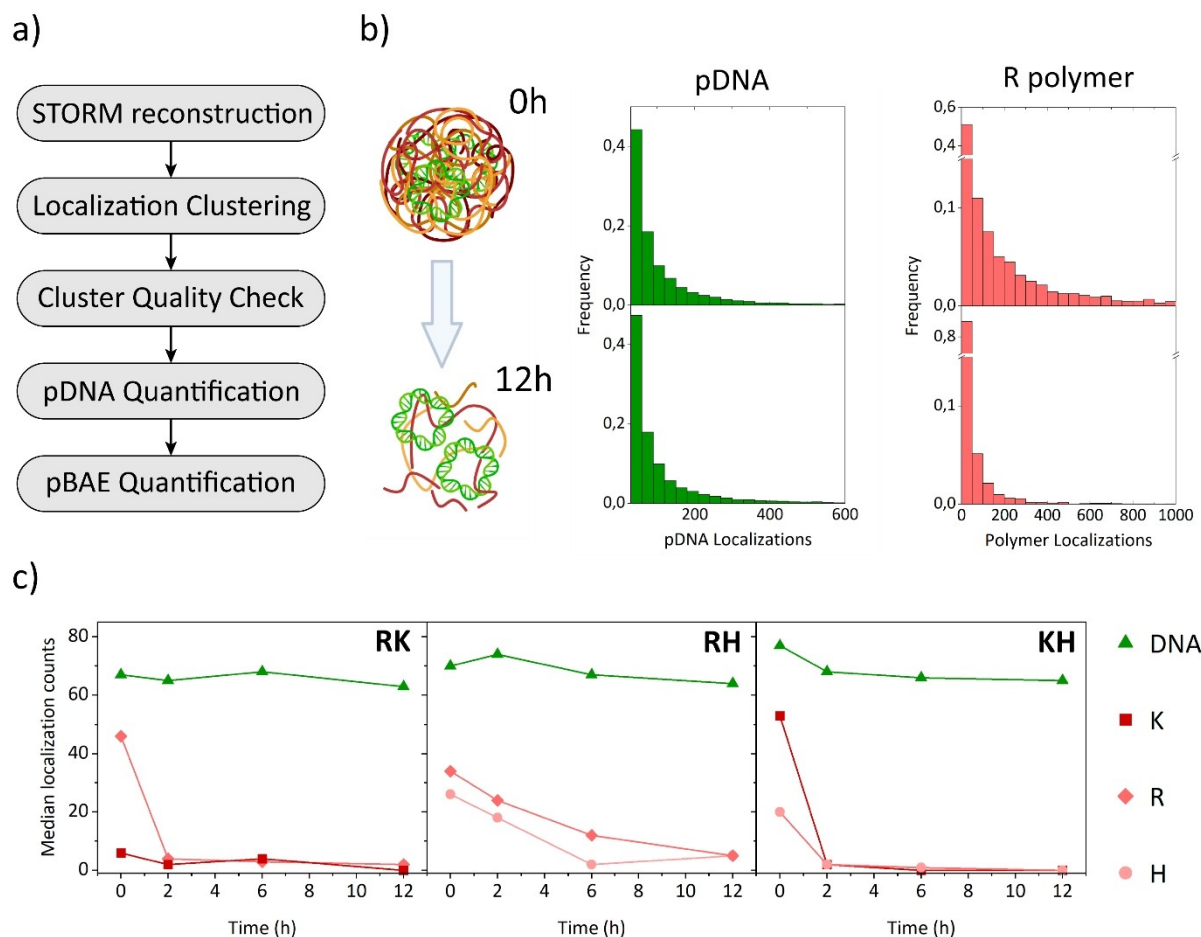 a)
STORM reconstruction
Localization Clustering
Cluster Quality Check
pDNA Quantification
pBAE Quantification
b)
0h
12h
pDNA
Frequency
0,4
0,2
0,0
0,4
0,2
0,0
200 400 600
pDNA Localizations
R polymer
Frequency
0,6
0,4
0,1
0,0
0,8
0,1
0,0
0 200 400 600 800 1000
Polymer Localizations
c)
Median localization counts
80
60
40
20
0
RK
RH
KH
0 2 4 6 8 10 12
0 2 4 6 8 10 12
0 2 4 6 8 10 12
Time (h)
Time (h)
Time (h)
DNA
K
R
H